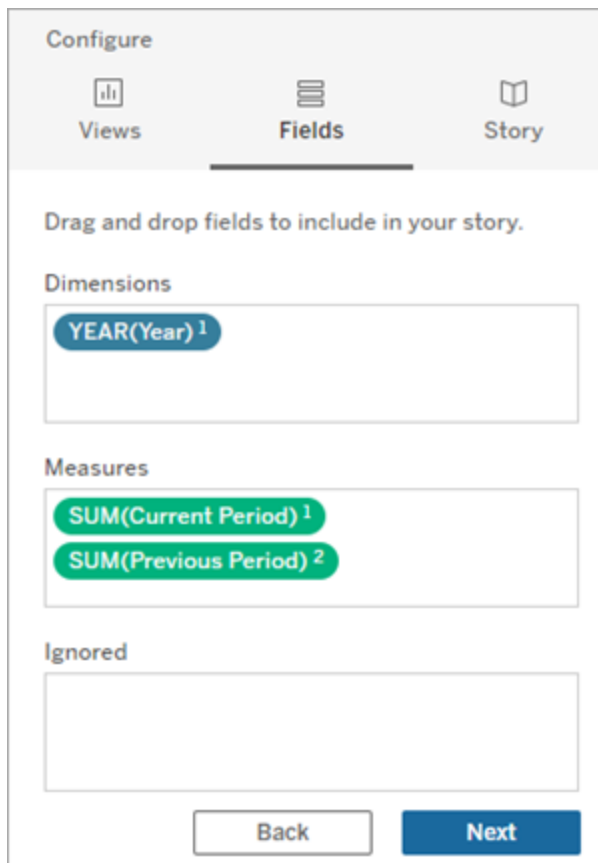 Configure
Views Fields Story
Drag and drop fields to include in your story.
Dimensions
YEAR(Year) 1
Measures
SUM(Current Period) 1
SUM(Previous Period) 2
Ignored
Back Next